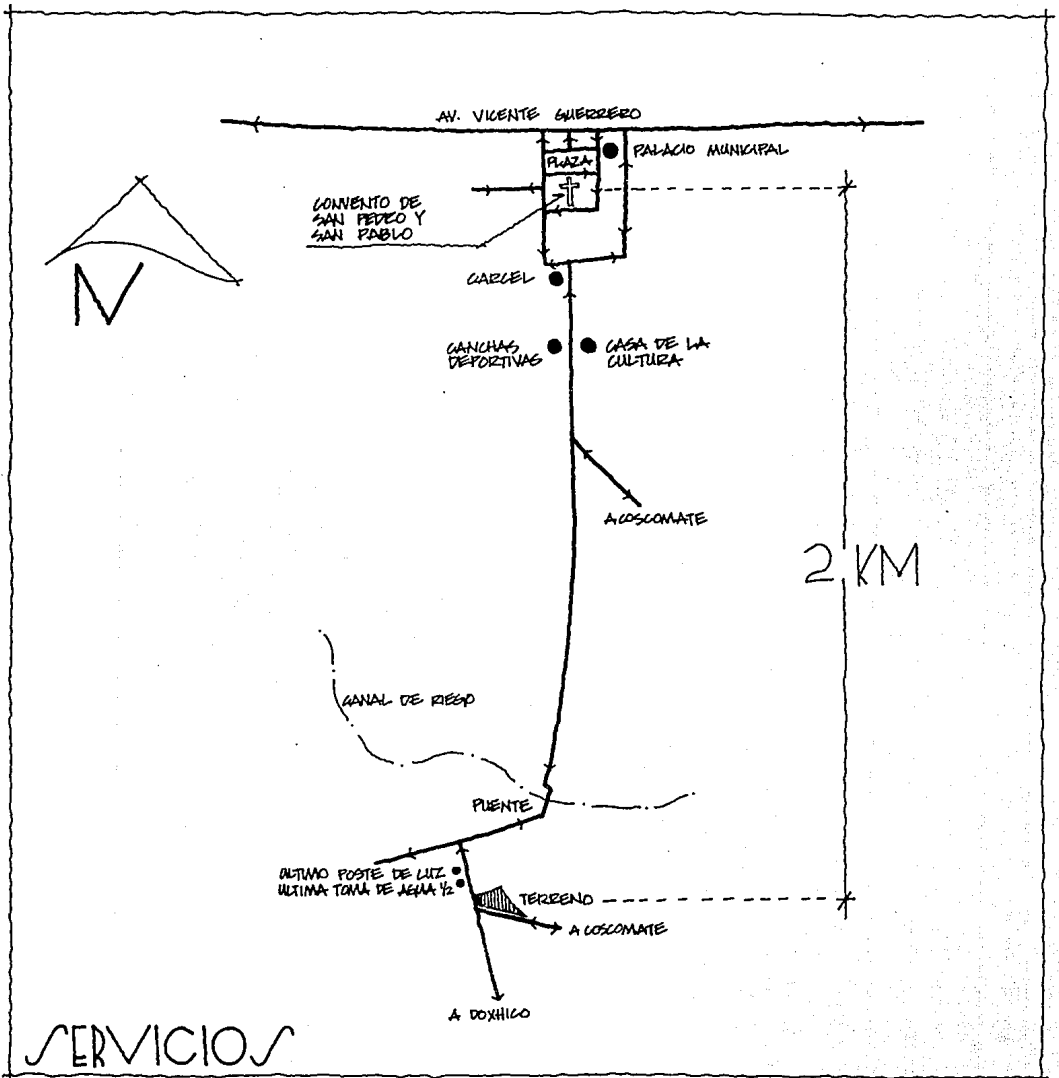 AV. VICENTE GUERRERO
PLAZA
PALACIO MUNICIPAL
CONVENTO DE
SAN PEDRO Y
SAN PABLO
N
CARCEL
CANCHAS
DEPORTIVAS
CASA DE LA
CULTURA
A COSCOMATE
2 KM
CANAL DE RIEGO
PUENTE
ULTIMO POSTE DE LUZ
ULTIMA TOMA DE AGUA 1/2
TERRENO
A COSCOMATE
A DOXHICO
SERVICIOS